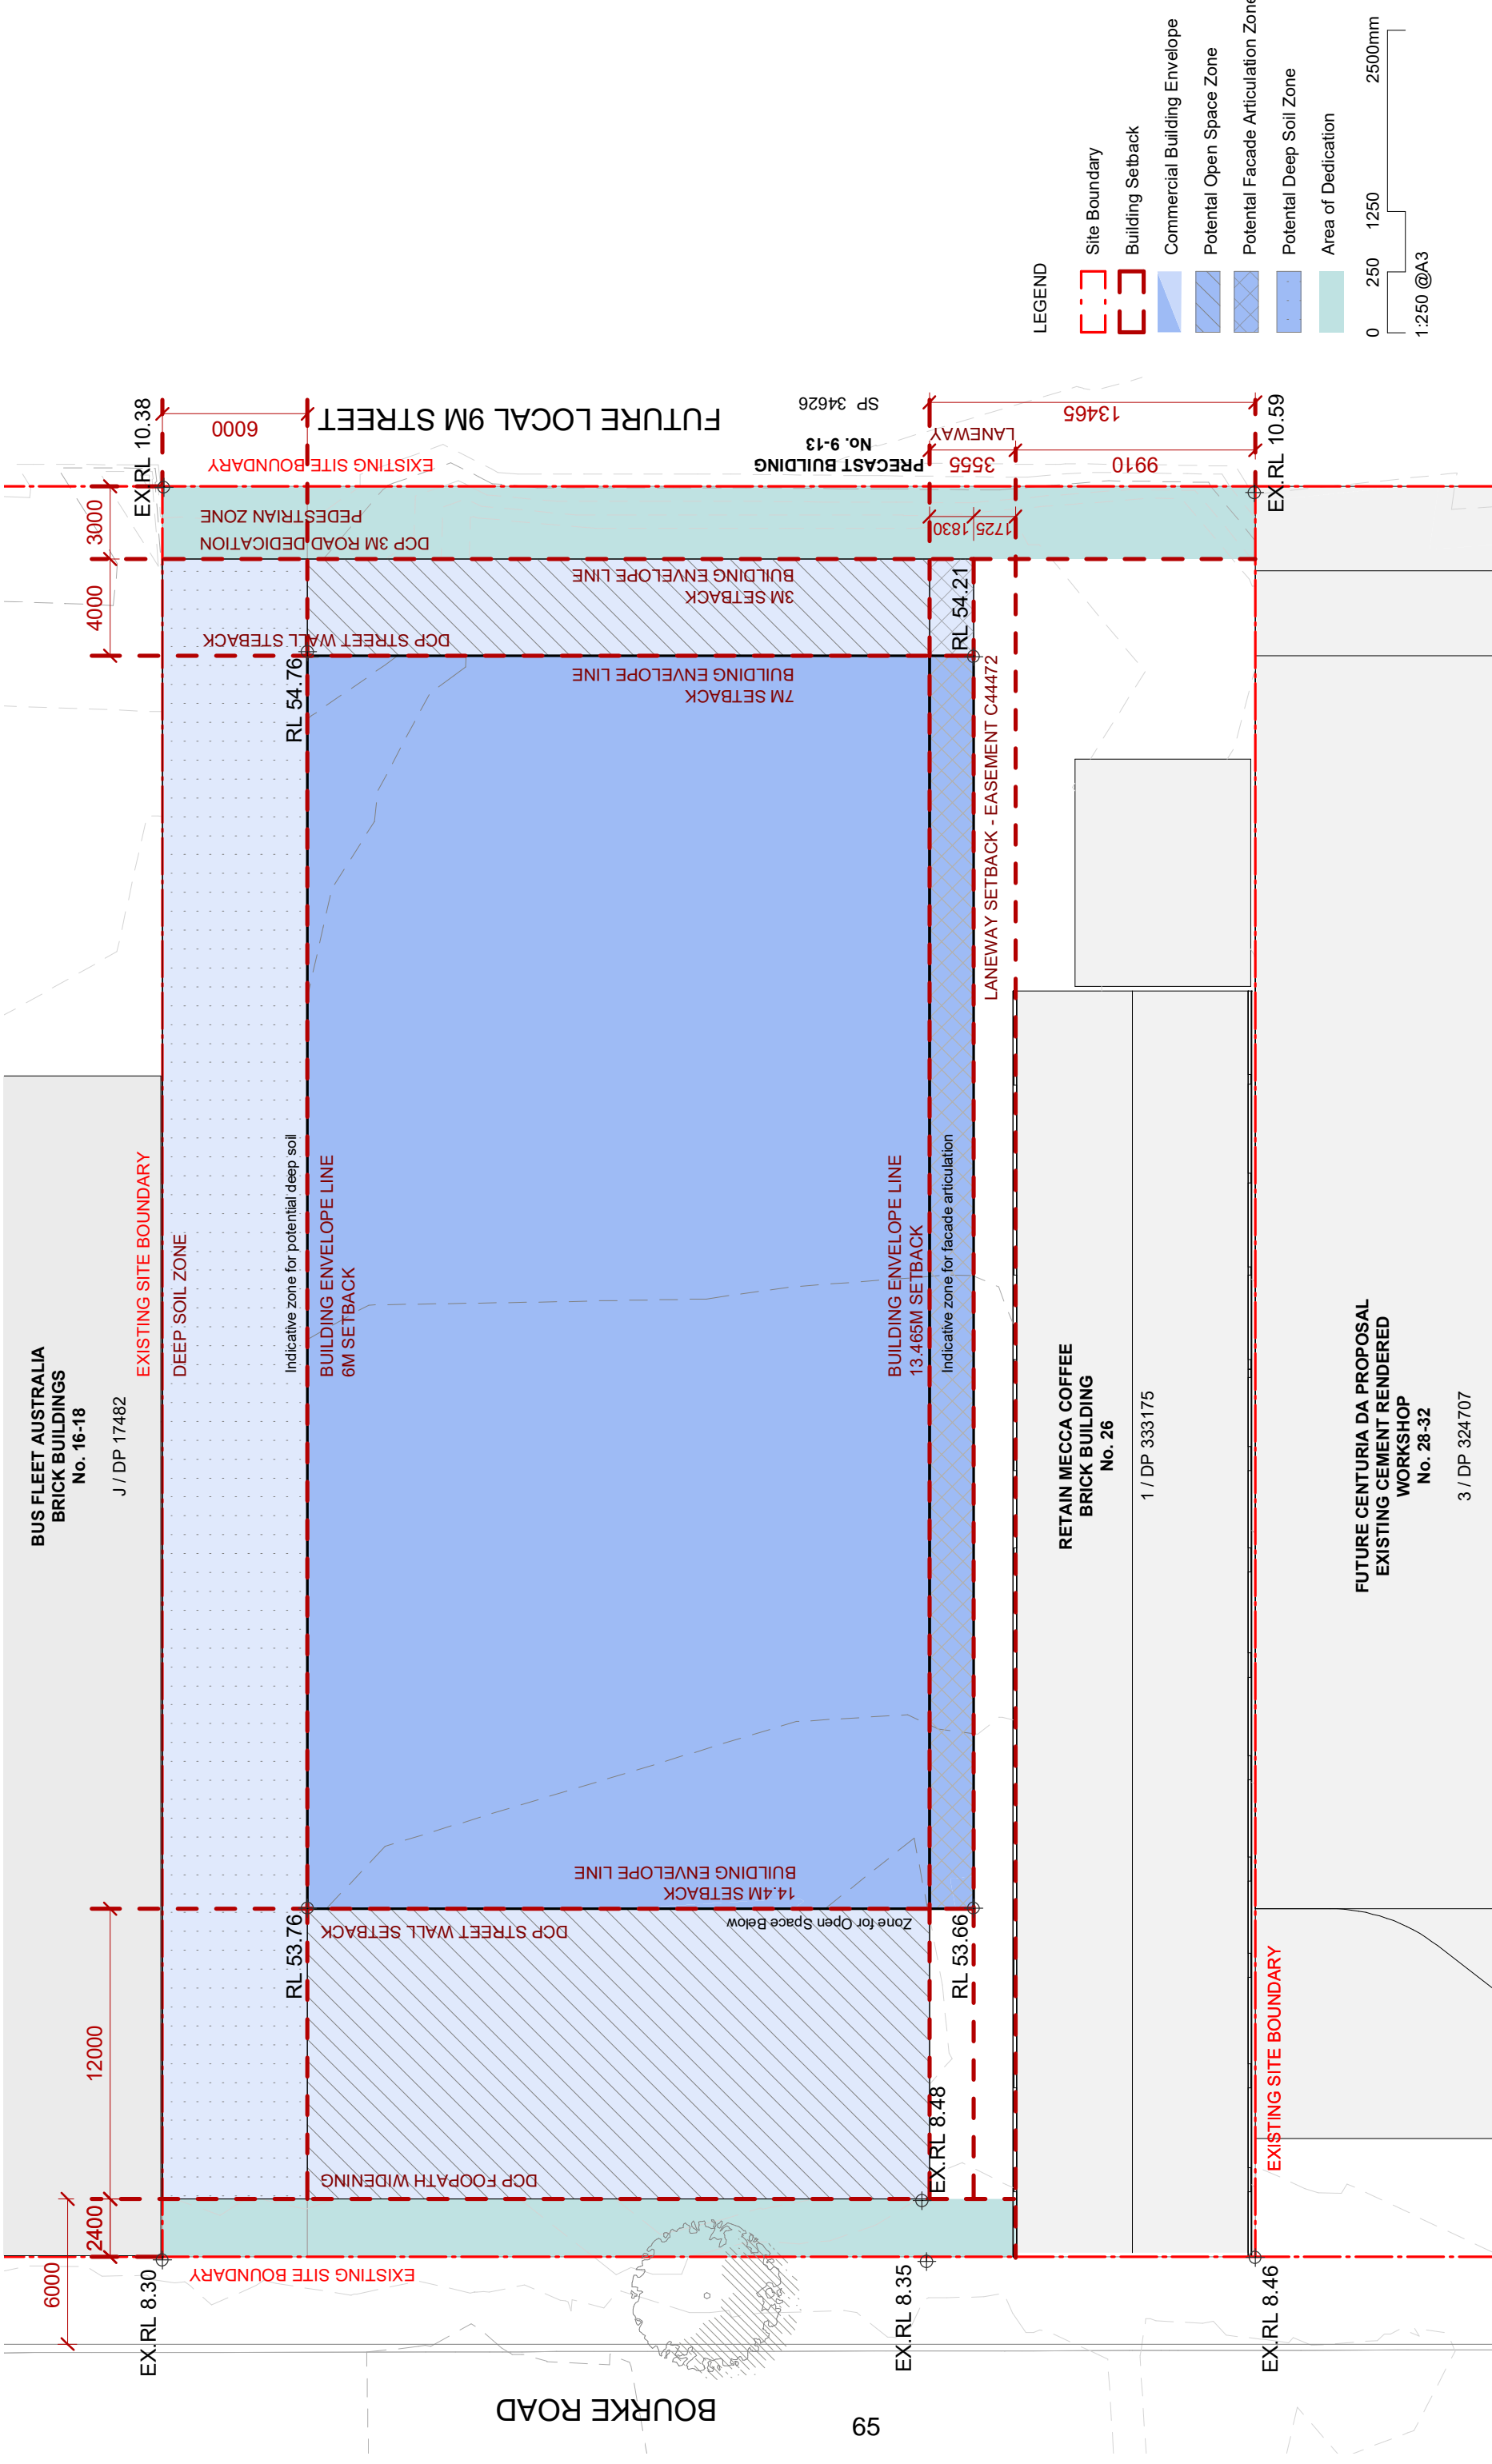 BUS FLEET AUSTRALIA
BRICK BUILDINGS
No. 16-18
J / DP 17482
EXISTING SITE BOUNDARY
DEEP SOIL ZONE
Indicative zone for potential deep soil
BUILDING ENVELOPE LINE
6M SETBACK
BUILDING ENVELOPE LINE
13.465M SETBACK
Indicative zone for facade articulation
LANEWAY SETBACK - EASEMENT C44472
RETAIN MECCA COFFEE
BRICK BUILDING
No. 26
1 / DP 333175
FUTURE CENTURIA DA PROPOSAL
EXISTING CEMENT RENDERED
WORKSHOP
No. 28-32
3 / DP 324707
EXISTING SITE BOUNDARY
6000
2400
12000
4000
3000
EX.RL 8.30
EX.RL 8.35
EX.RL 8.46
EX.RL 8.48
RL 53.76
RL 53.66
RL 54.76
RL 54.21
EX.RL 10.38
EX.RL 10.59
BOURKE ROAD
65
EXISTING SITE BOUNDARY
DCP FOOPATH WIDENING
DCP STREET WALL SETBACK
Zone for Open Space Below
14.4M SETBACK
BUILDING ENVELOPE LINE
7M SETBACK
BUILDING ENVELOPE LINE
DCP STREET WALL STEBACK
3M SETBACK
BUILDING ENVELOPE LINE
DCP 3M ROAD DEDICATION
PEDESTRIAN ZONE
EXISTING SITE BOUNDARY
6000
FUTURE LOCAL 9M STREET
PRECAST BUILDING
No. 9-13
SP 34626
1725
1830
3555
LANEWAY
9910
13465
LEGEND
Site Boundary
Building Setback
Commercial Building Envelope
Potental Open Space Zone
Potental Facade Articulation Zone
Potental Deep Soil Zone
Area of Dedication
0 250 1250 2500mm
1:250 @A3